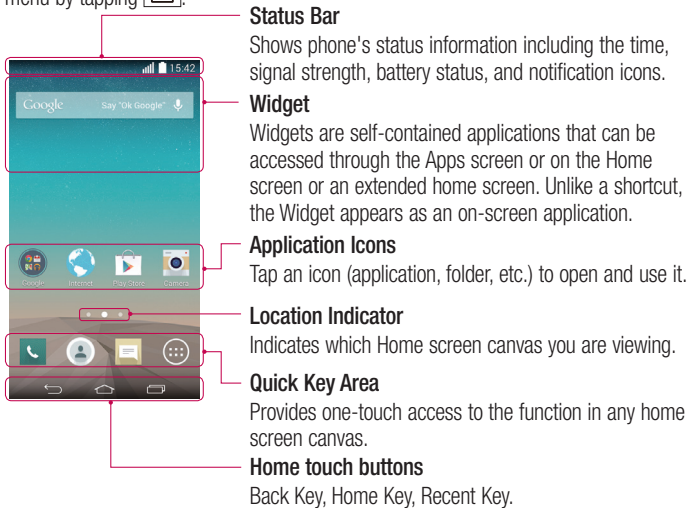 menu by tapping .
Status Bar
Shows phone's status information including the time,
signal strength, battery status, and notification icons.
15:42
Google Say "Ok Google"
Widget
Widgets are self-contained applications that can be
accessed through the Apps screen or on the Home
screen or an extended home screen. Unlike a shortcut,
the Widget appears as an on-screen application.
Application Icons
Tap an icon (application, folder, etc.) to open and use it.
Google Internet Play Store Camera
Location Indicator
Indicates which Home screen canvas you are viewing.
Quick Key Area
Provides one-touch access to the function in any home
screen canvas.
Home touch buttons
Back Key, Home Key, Recent Key.